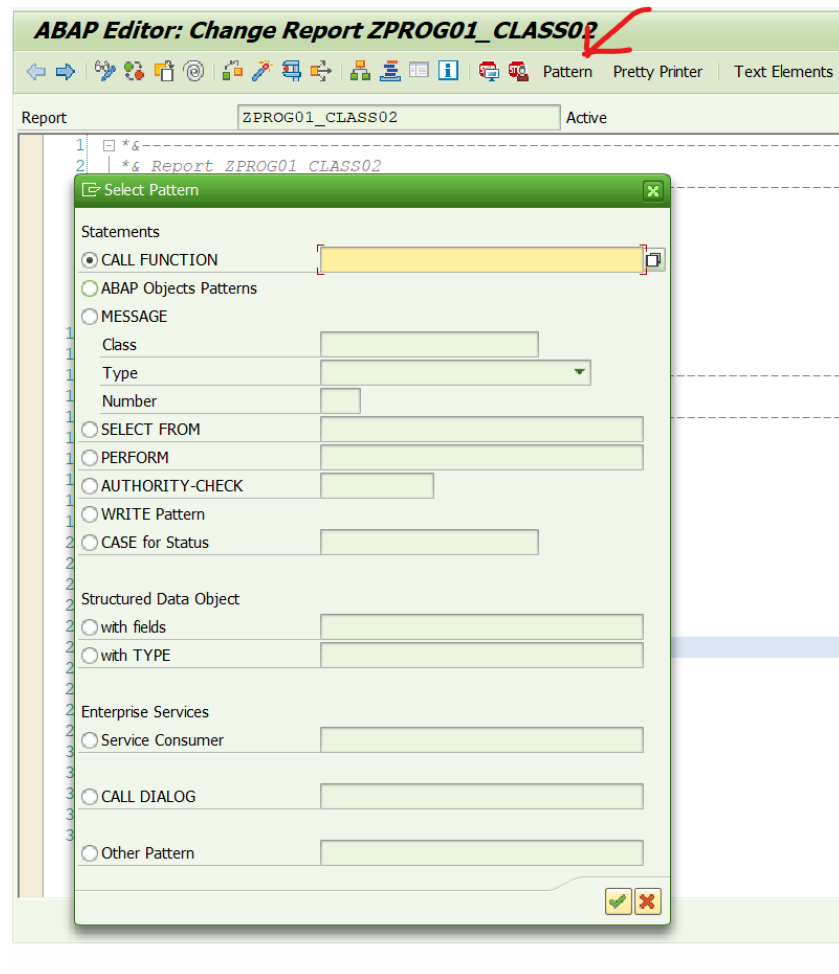 ABAP Editor: Change Report ZPROG01_CLASS02
Pattern Pretty Printer Text Elements
Report ZPROG01_CLASS02 Active
1 *&---------------------------------------------------------------------
2 *& Report ZPROG01_CLASS02
Select Pattern
Statements
CALL FUNCTION
ABAP Objects Patterns
MESSAGE
Class
Type
Number
SELECT FROM
PERFORM
AUTHORITY-CHECK
WRITE Pattern
CASE for Status
Structured Data Object
with fields
with TYPE
Enterprise Services
Service Consumer
CALL DIALOG
Other Pattern